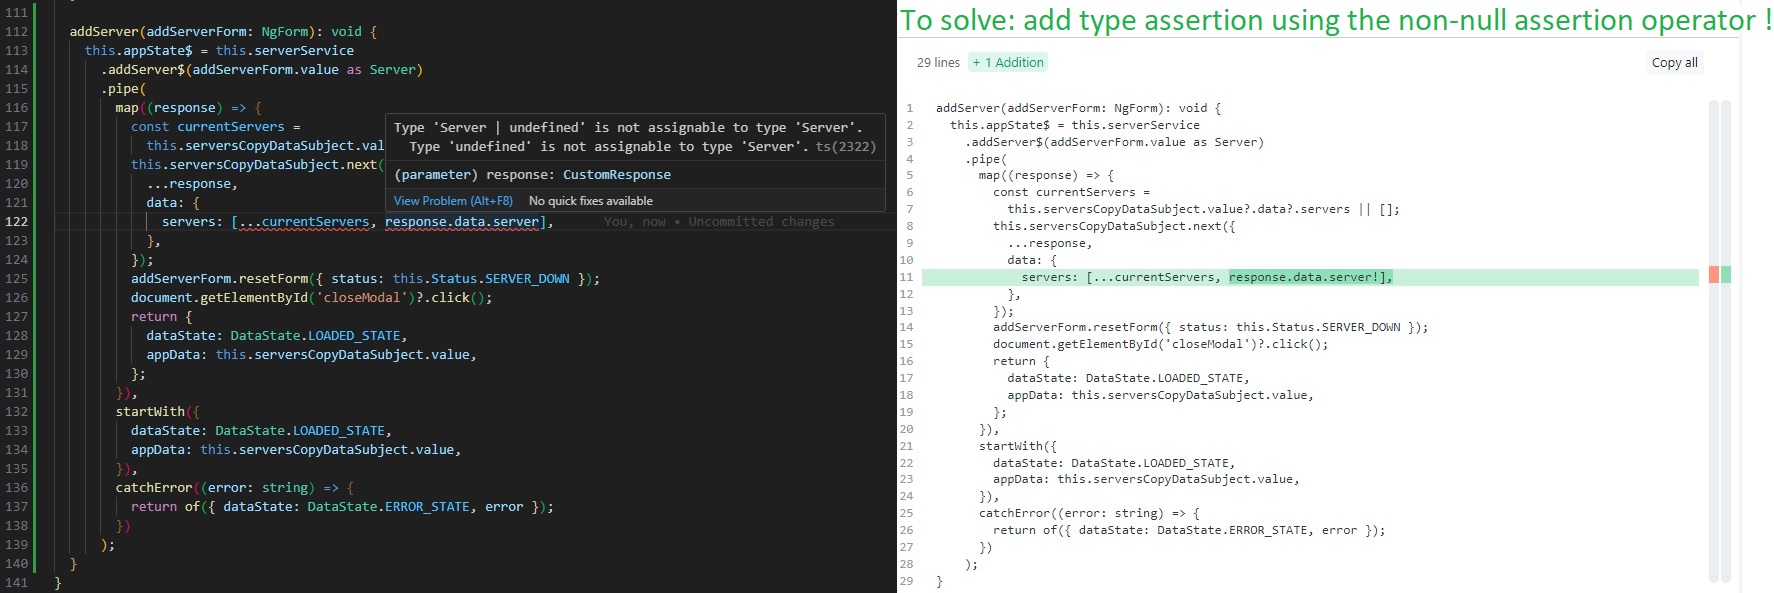 111
112 addServer(addServerForm: NgForm): void {
113 this.appState$ = this.serverService
114 .addServer$(addServerForm.value as Server)
115 .pipe(
116 map((response) => {
117 const currentServers =
118 this.serversCopyDataSubject.val
119 this.serversCopyDataSubject.next(
120 ...response,
121 data: {
122 servers: [...currentServers, response.data.server], You, now • Uncommitted changes
123 },
124 });
125 addServerForm.resetForm({ status: this.Status.SERVER_DOWN });
126 document.getElementById('closeModal')?.click();
127 return {
128 dataState: DataState.LOADED_STATE,
129 appData: this.serversCopyDataSubject.value,
130 };
131 }),
132 startWith({
133 dataState: DataState.LOADED_STATE,
134 appData: this.serversCopyDataSubject.value,
135 }),
136 catchError((error: string) => {
137 return of({ dataState: DataState.ERROR_STATE, error });
138 })
139 );
140 }
141 }
Type 'Server | undefined' is not assignable to type 'Server'.
Type 'undefined' is not assignable to type 'Server'. ts(2322)
(parameter) response: CustomResponse
View Problem (Alt+F8) No quick fixes available
To solve: add type assertion using the non-null assertion operator !
29 lines + 1 Addition Copy all
1 addServer(addServerForm: NgForm): void {
2 this.appState$ = this.serverService
3 .addServer$(addServerForm.value as Server)
4 .pipe(
5 map((response) => {
6 const currentServers =
7 this.serversCopyDataSubject.value?.data?.servers || [];
8 this.serversCopyDataSubject.next({
9 ...response,
10 data: {
11 servers: [...currentServers, response.data.server!],
12 },
13 });
14 addServerForm.resetForm({ status: this.Status.SERVER_DOWN });
15 document.getElementById('closeModal')?.click();
16 return {
17 dataState: DataState.LOADED_STATE,
18 appData: this.serversCopyDataSubject.value,
19 };
20 }),
21 startWith({
22 dataState: DataState.LOADED_STATE,
23 appData: this.serversCopyDataSubject.value,
24 }),
25 catchError((error: string) => {
26 return of({ dataState: DataState.ERROR_STATE, error });
27 })
28 );
29 }